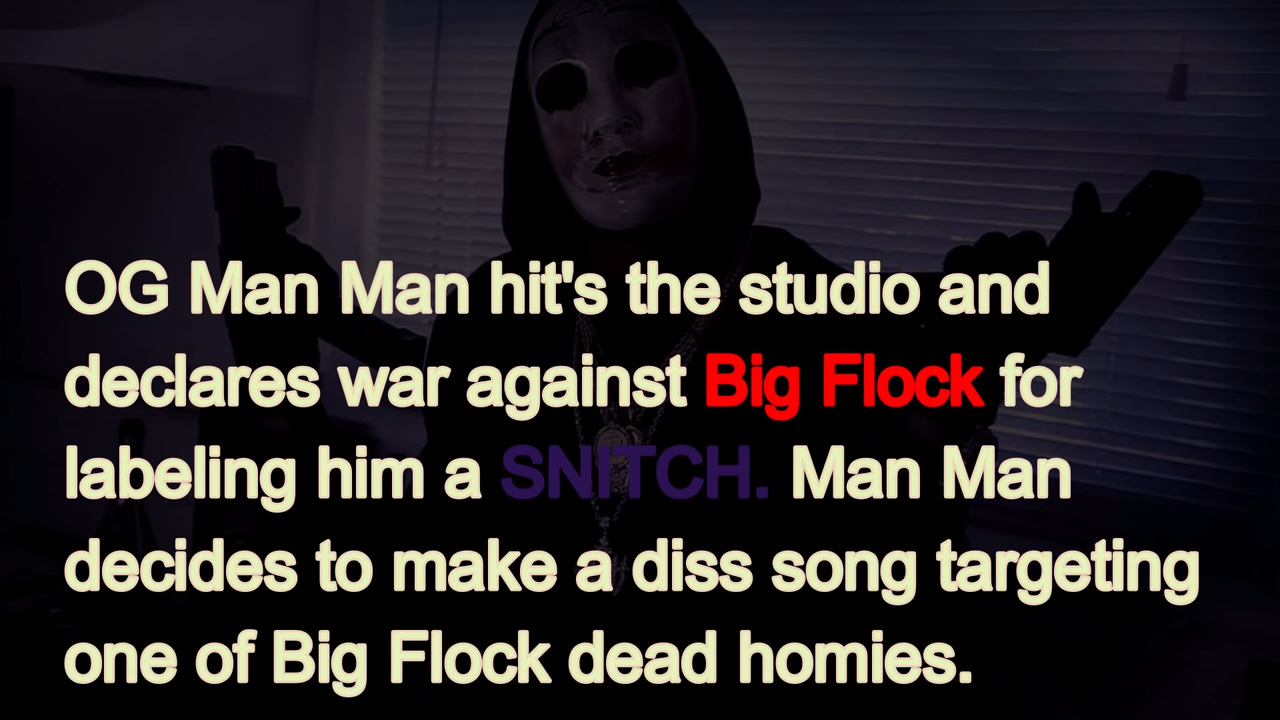 OG Man Man hit's the studio and
declares war against Big Flock for
labeling him a SNITCH. Man Man
decides to make a diss song targeting
one of Big Flock dead homies.